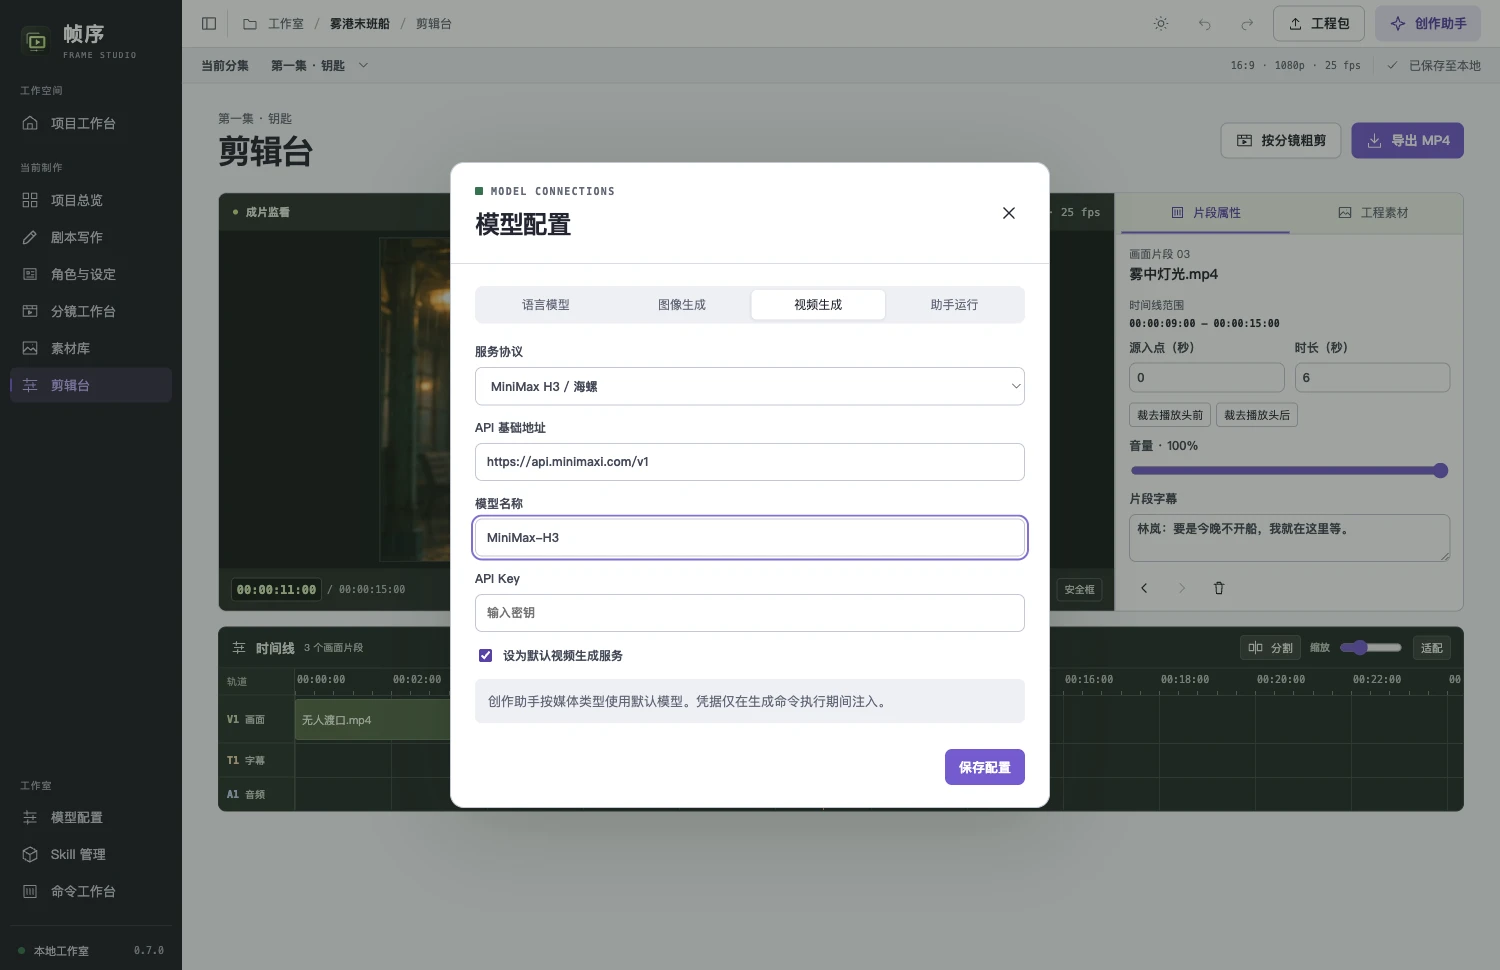 帧序
FRAME STUDIO
工作空间
项目工作台
当前制作
项目总览
剧本写作
角色与设定
分镜工作台
素材库
剪辑台
工作室
模型配置
Skill 管理
命令工作台
本地工作室 0.7.0
工作室 / 雾港末班船 / 剪辑台
工程包
创作助手
当前分集 第一集 · 钥匙
16:9 · 1080p · 25 fps
已保存至本地
第一集 · 钥匙
剪辑台
按分镜粗剪
导出 MP4
成片监看
· 25 fps
00:00:11:00 / 00:00:15:00
安全框
片段属性
工程素材
画面片段 03
雾中灯光.mp4
时间线范围
00:00:09:00 — 00:00:15:00
源入点（秒） 时长（秒）
0 6
裁去播放头前 裁去播放头后
音量 · 100%
片段字幕
林岚：要是今晚不开船，我就在这里等。
时间线 3 个画面片段
分割 缩放 适配
轨道 00:00:00 00:02:00 00:16:00 00:18:00 00:20:00 00:22:00 00
V1 画面 无人渡口.mp4
T1 字幕
A1 音频
MODEL CONNECTIONS
模型配置
语言模型 图像生成 视频生成 助手运行
服务协议
MiniMax H3 / 海螺
API 基础地址
https://api.minimaxi.com/v1
模型名称
MiniMax-H3
API Key
输入密钥
设为默认视频生成服务
创作助手按媒体类型使用默认模型。凭据仅在生成命令执行期间注入。
保存配置